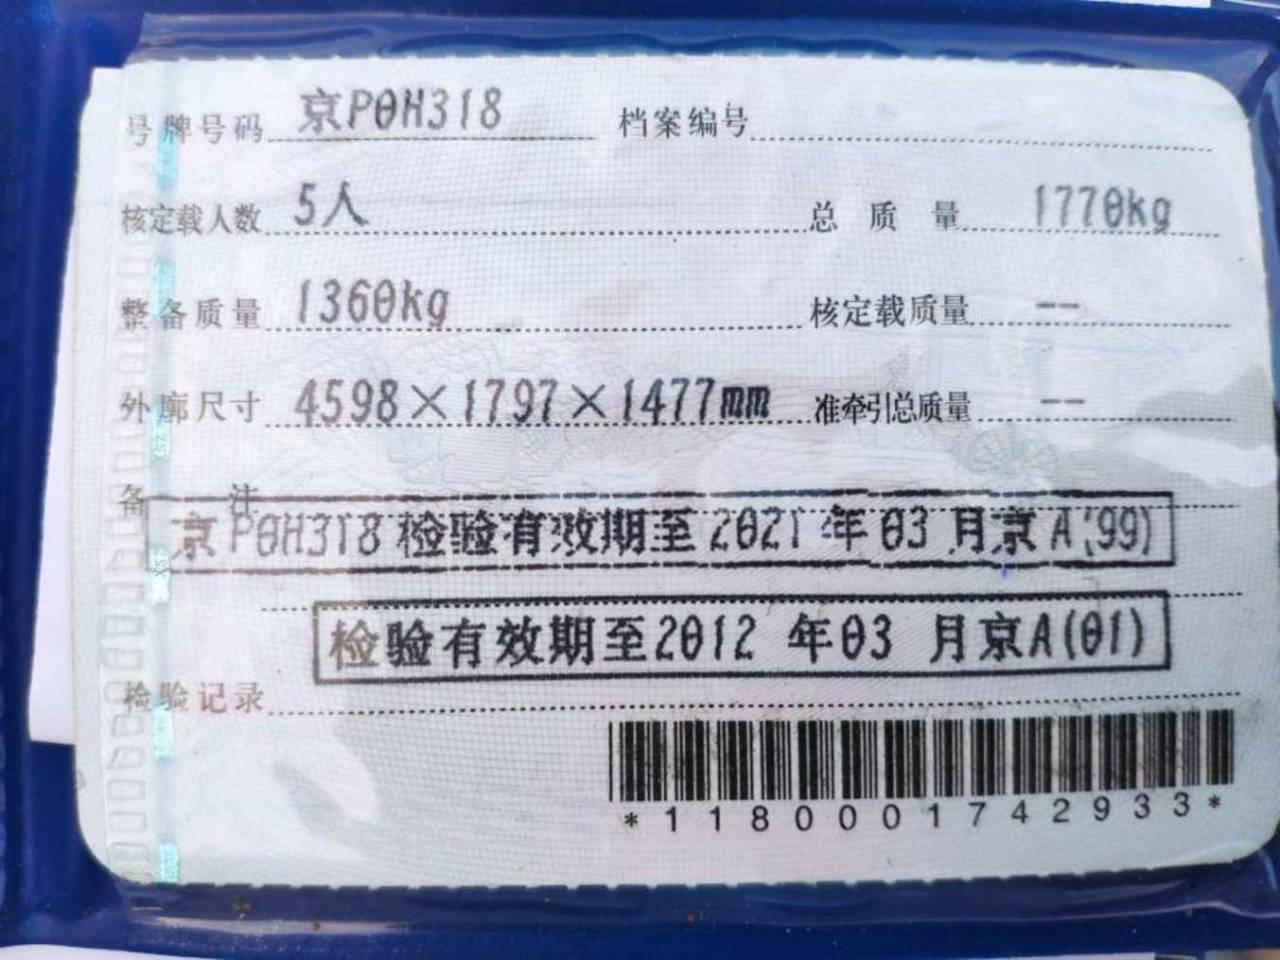 号牌号码 京P0H318 档案编号
核定载人数 5人 总质量 1770kg
整备质量 1360kg 核定载质量 --
外廓尺寸 4598×1797×1477mm 准牵引总质量 --
备注
京P0H318检验有效期至2021年03月京A(99)
检验有效期至2012年03月京A(01)
检验记录
*1180001742933*